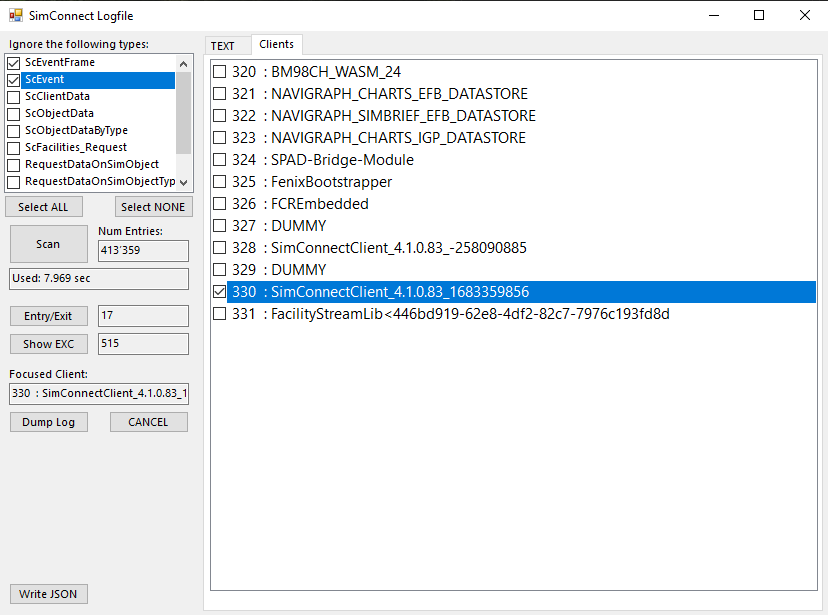 SimConnect Logfile
Ignore the following types:
ScEventFrame
ScEvent
ScClientData
ScObjectData
ScObjectDataByType
ScFacilities_Request
RequestDataOnSimObject
RequestDataOnSimObjectTyp
Select ALL
Select NONE
Scan
Num Entries:
413'359
Used: 7.969 sec
Entry/Exit
17
Show EXC
515
Focused Client:
330 : SimConnectClient_4.1.0.83_1
Dump Log
CANCEL
Write JSON
TEXT
Clients
320 : BM98CH_WASM_24
321 : NAVIGRAPH_CHARTS_EFB_DATASTORE
322 : NAVIGRAPH_SIMBRIEF_EFB_DATASTORE
323 : NAVIGRAPH_CHARTS_IGP_DATASTORE
324 : SPAD-Bridge-Module
325 : FenixBootstrapper
326 : FCREmbedded
327 : DUMMY
328 : SimConnectClient_4.1.0.83_-258090885
329 : DUMMY
330 : SimConnectClient_4.1.0.83_1683359856
331 : FacilityStreamLib<446bd919-62e8-4df2-82c7-7976c193fd8d